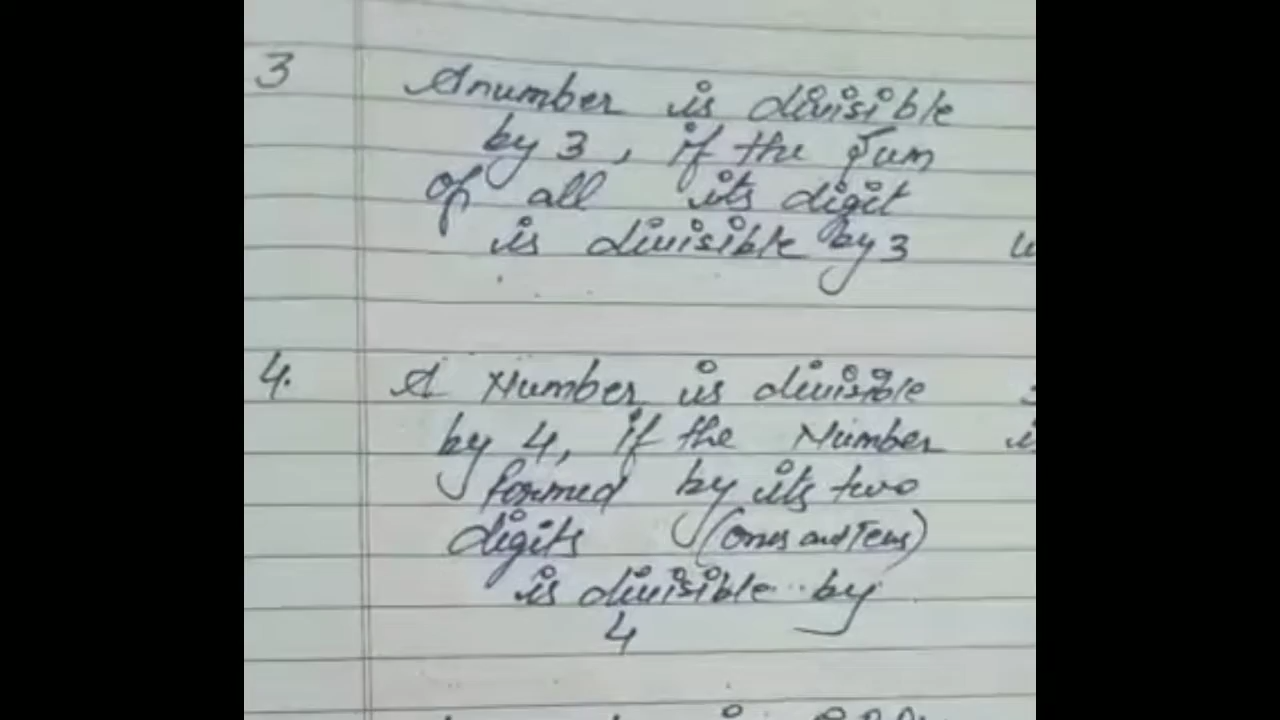 3 A number is divisible
by 3, if the sum
of all its digit
is divisible by 3
4. A Number is divisible
by 4, if the Number
formed by its two
digits (ones and Tens)
is divisible by
4